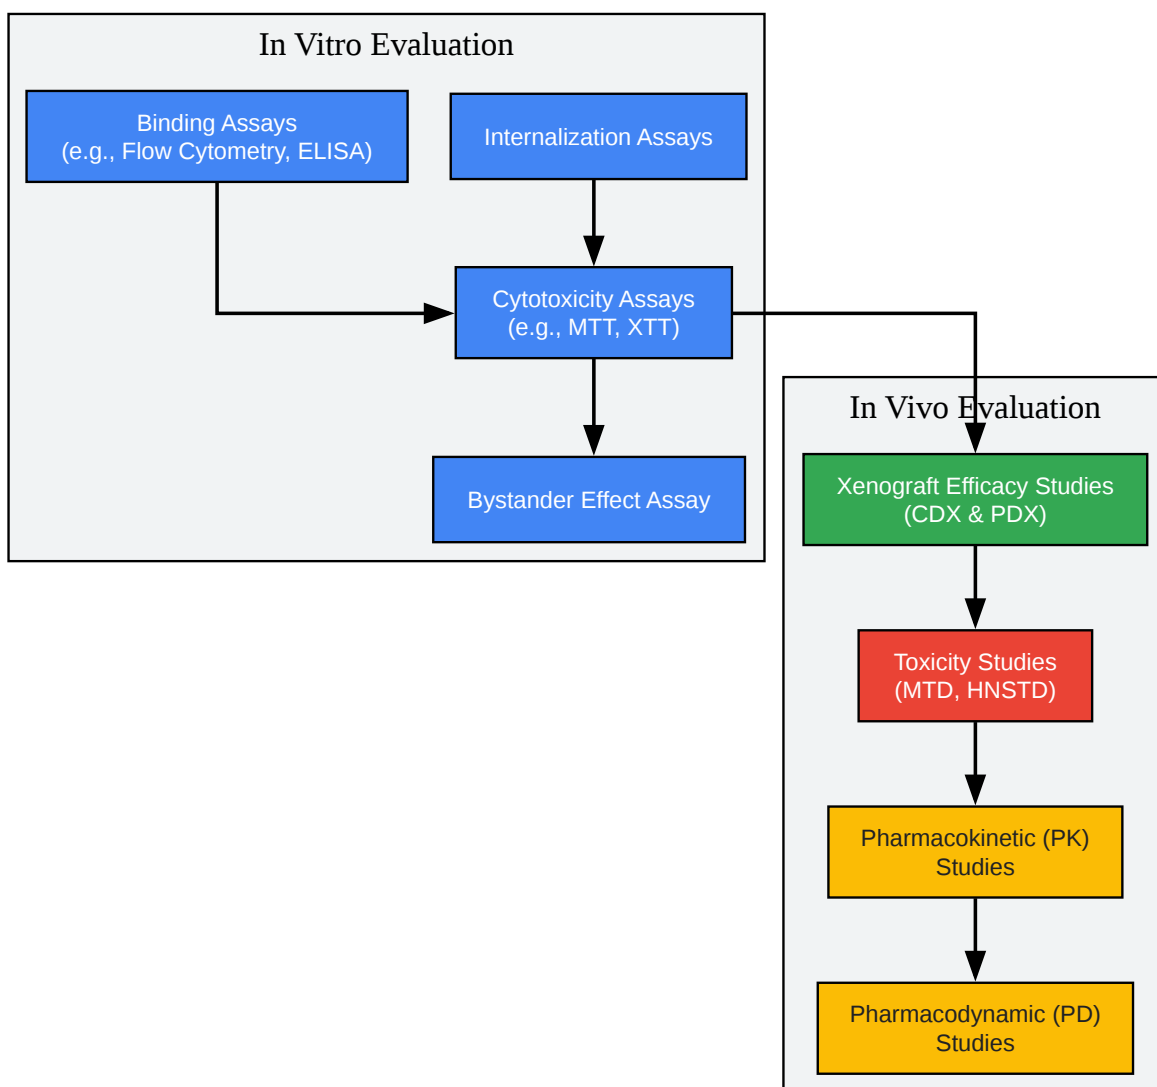 In Vitro Evaluation
Binding Assays
(e.g., Flow Cytometry, ELISA)
Internalization Assays
Cytotoxicity Assays
(e.g., MTT, XTT)
Bystander Effect Assay
In Vivo Evaluation
Xenograft Efficacy Studies
(CDX & PDX)
Toxicity Studies
(MTD, HNSTD)
Pharmacokinetic (PK)
Studies
Pharmacodynamic (PD)
Studies